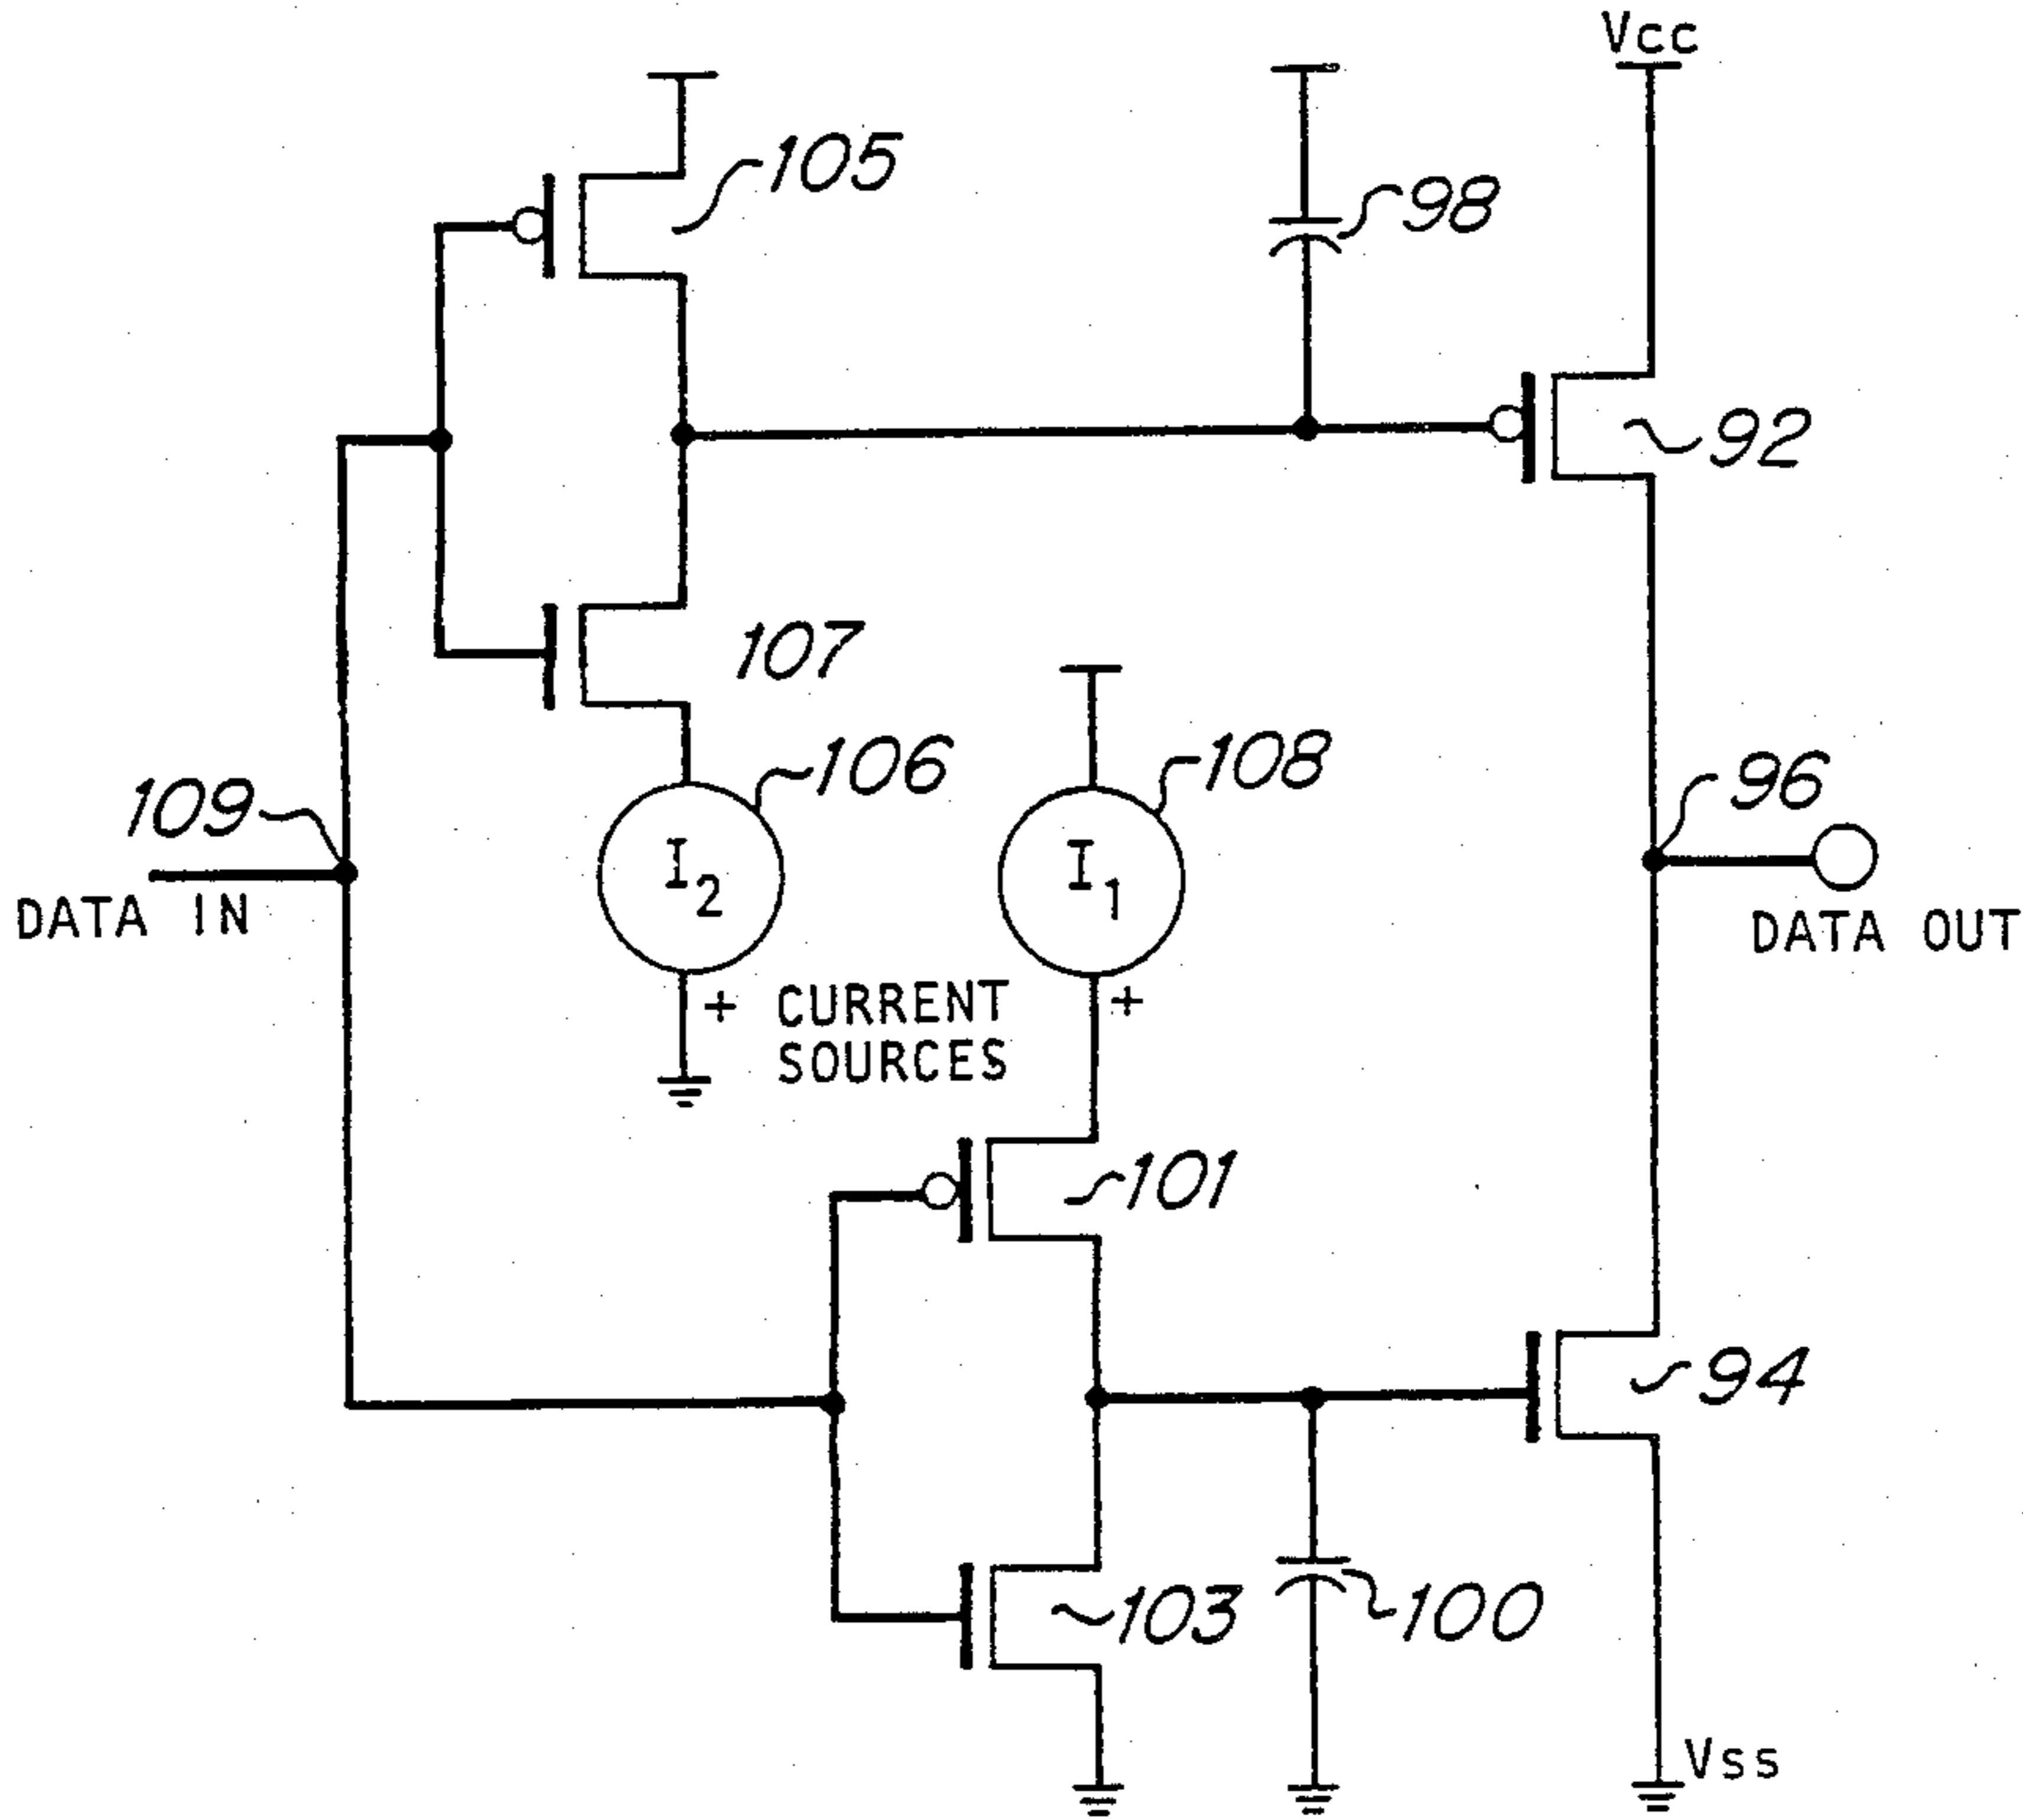 Vcc
105
98
92
107
106
108
96
109
I2
I1
DATA IN
DATA OUT
+ CURRENT +
SOURCES
101
94
103
100
Vss